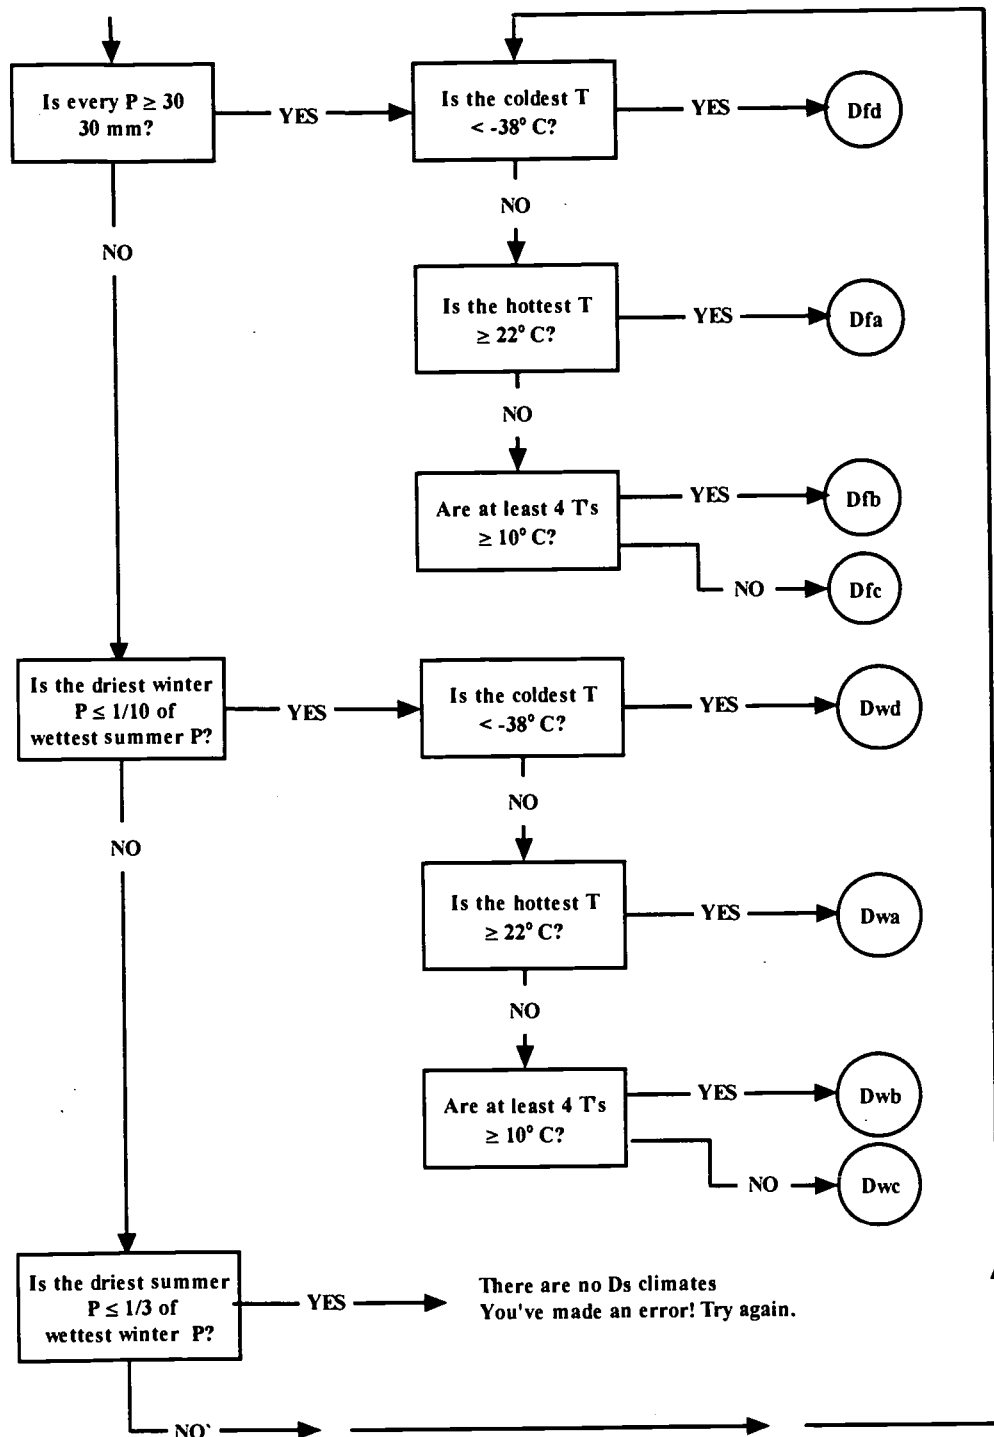 Is every P ≥ 30
30 mm?
YES
Is the coldest T
< -38° C?
YES
Dfd
NO
NO
Is the hottest T
≥ 22° C?
YES
Dfa
NO
Are at least 4 T's
≥ 10° C?
YES
Dfb
NO
Dfc
Is the driest winter
P ≤ 1/10 of
wettest summer P?
YES
Is the coldest T
< -38° C?
YES
Dwd
NO
NO
Is the hottest T
≥ 22° C?
YES
Dwa
NO
Are at least 4 T's
≥ 10° C?
YES
Dwb
NO
Dwc
Is the driest summer
P ≤ 1/3 of
wettest winter P?
YES
There are no Ds climates
You've made an error! Try again.
NO